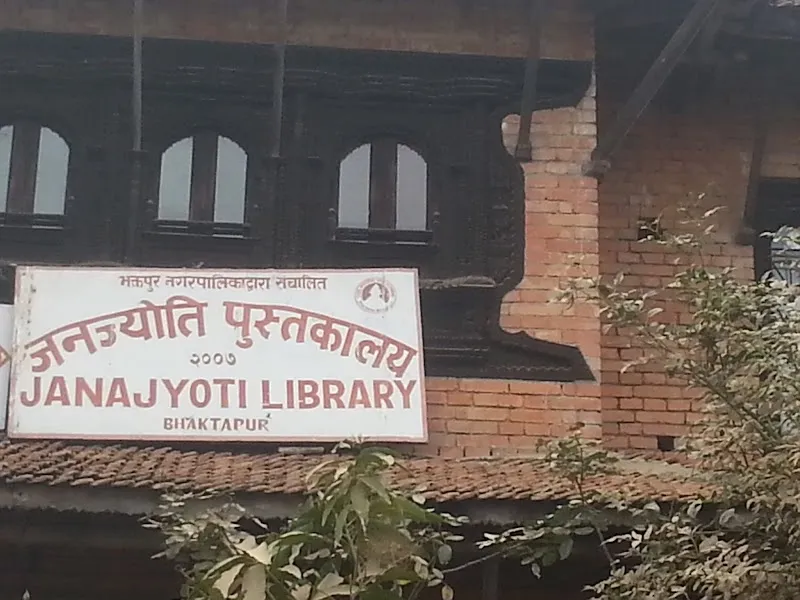 भक्तपुर नगरपालिकाद्वारा संचालित
जनज्योति पुस्तकालय
२००७
JANAJYOTI LIBRARY
BHAKTAPUR